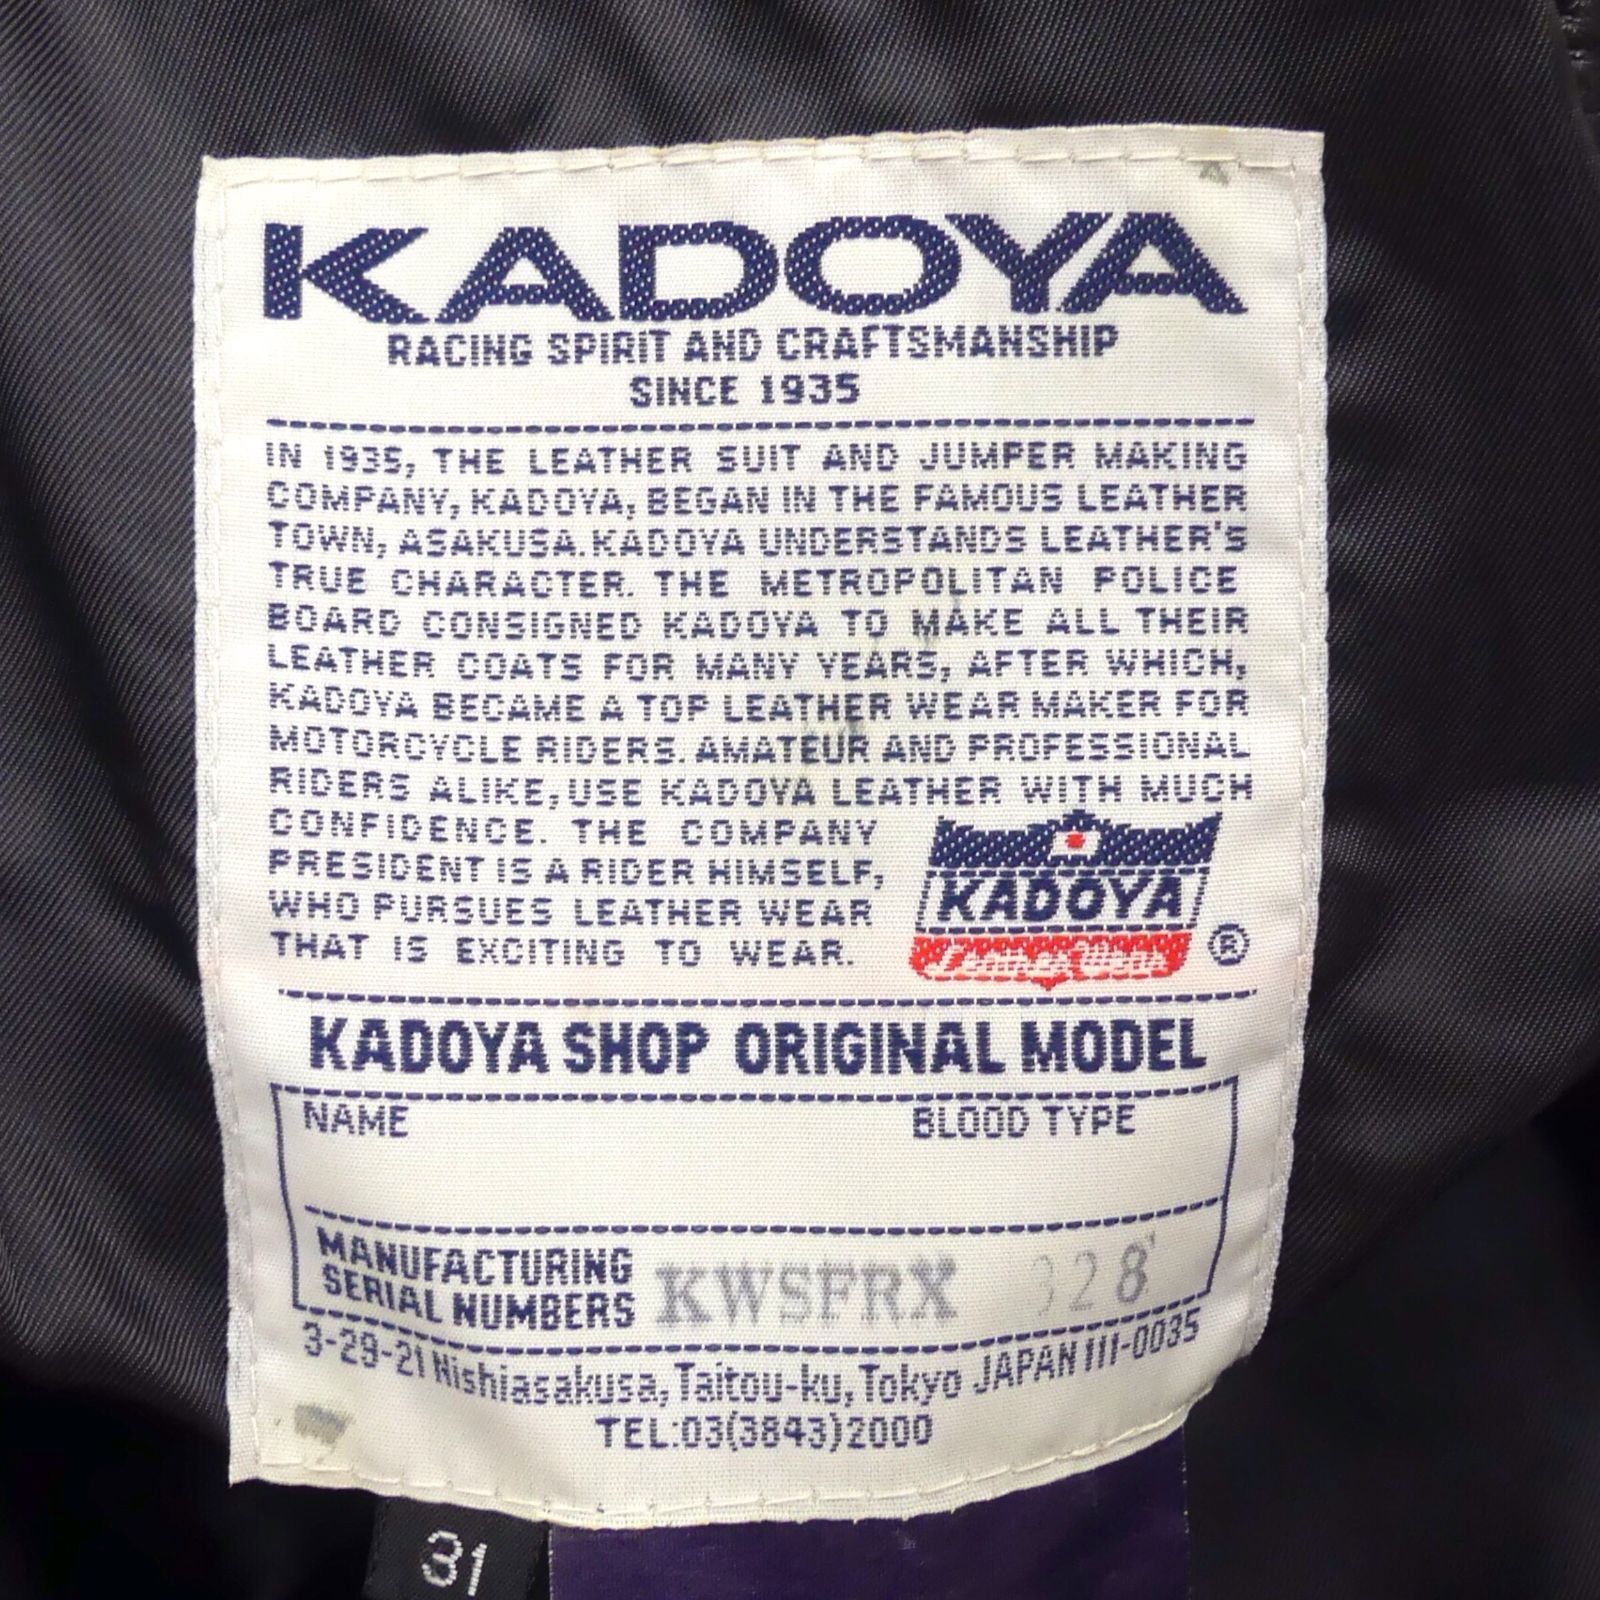 KADOYA
RACING SPIRIT AND CRAFTSMANSHIP
SINCE 1935
IN 1935, THE LEATHER SUIT AND JUMPER MAKING
COMPANY, KADOYA, BEGAN IN THE FAMOUS LEATHER
TOWN, ASAKUSA. KADOYA UNDERSTANDS LEATHER'S
TRUE CHARACTER. THE METROPOLITAN POLICE
BOARD CONSIGNED KADOYA TO MAKE ALL THEIR
LEATHER COATS FOR MANY YEARS, AFTER WHICH,
KADOYA BECAME A TOP LEATHER WEAR MAKER FOR
MOTORCYCLE RIDERS. AMATEUR AND PROFESSIONAL
RIDERS ALIKE, USE KADOYA LEATHER WITH MUCH
CONFIDENCE. THE COMPANY
PRESIDENT IS A RIDER HIMSELF,
WHO PURSUES LEATHER WEAR
THAT IS EXCITING TO WEAR.
KADOYA
®
KADOYA SHOP ORIGINAL MODEL
NAME BLOOD TYPE
MANUFACTURING
SERIAL NUMBERS KWSFRX 28
3-29-21 Nishiasakusa, Taitou-ku, Tokyo JAPAN 111-0035
TEL:03(3843)2000
31